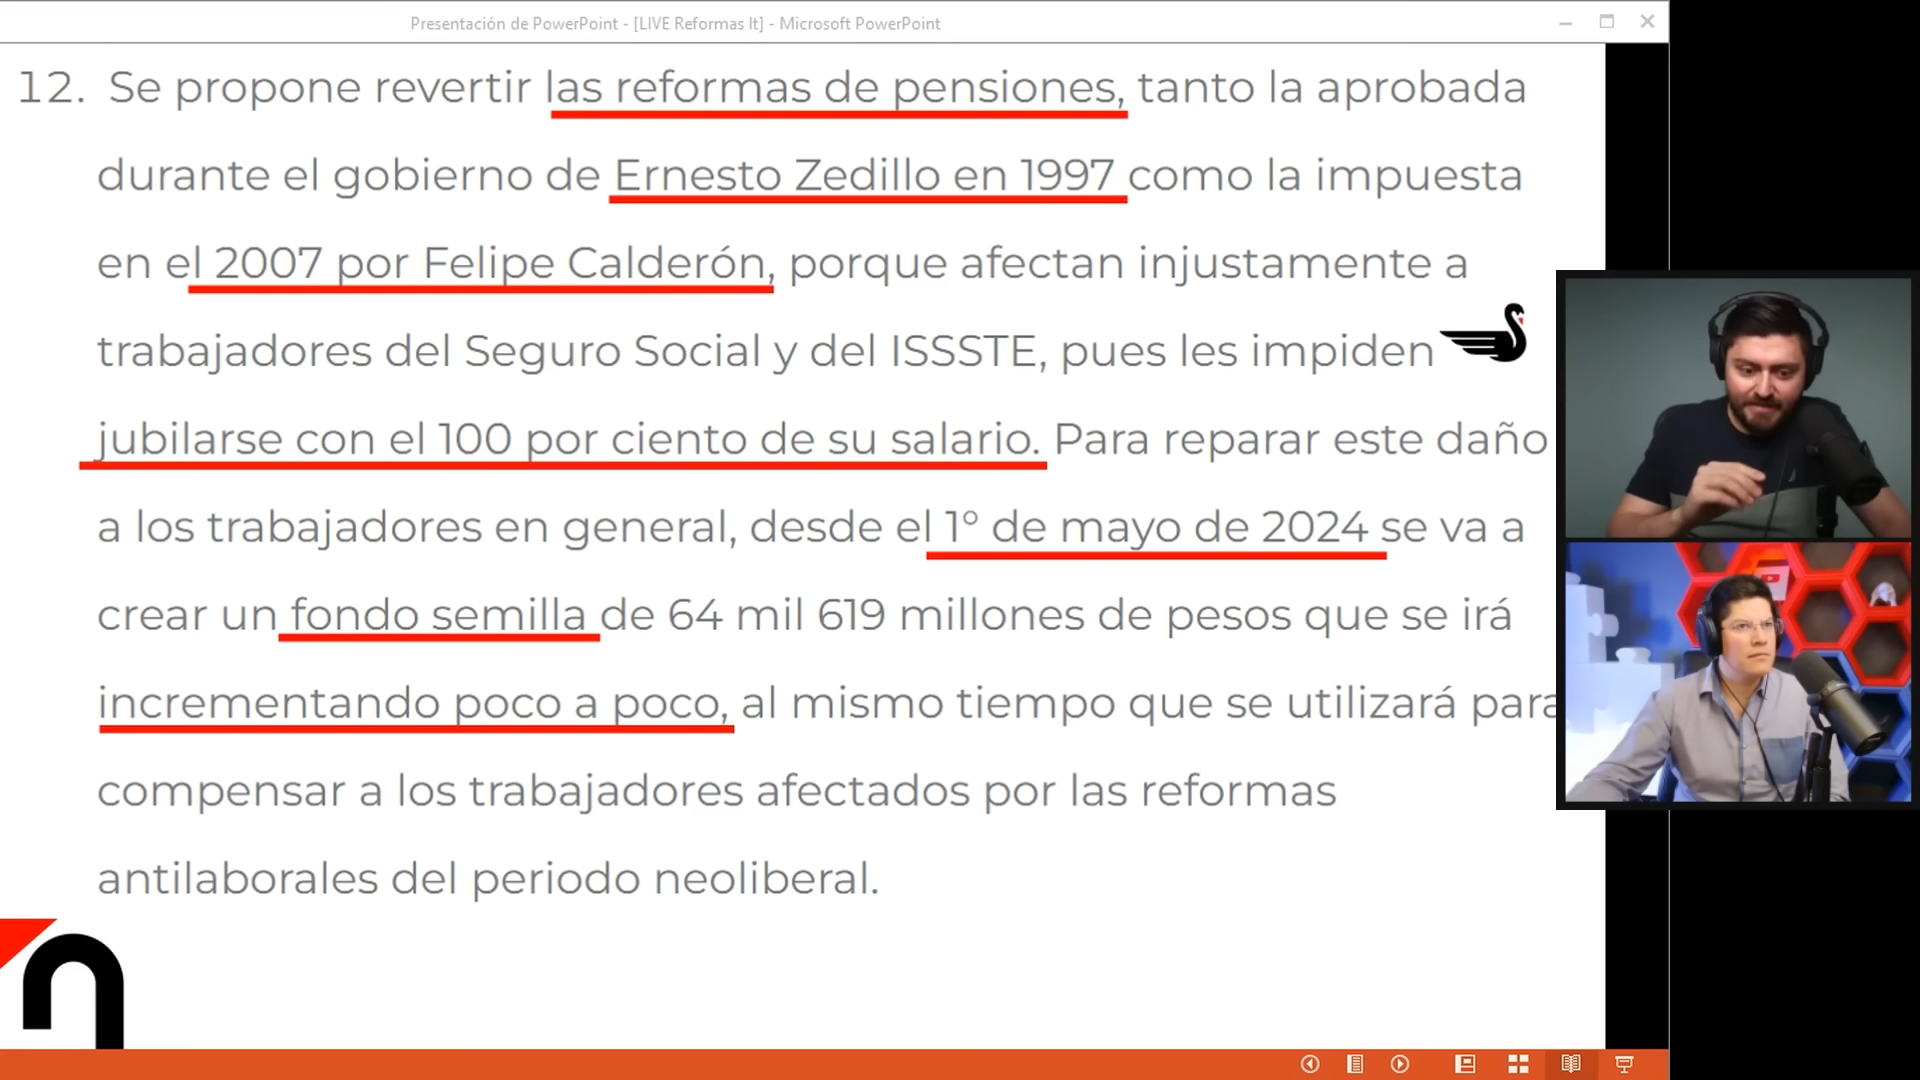 Presentación de PowerPoint - [LIVE Reformas It] - Microsoft PowerPoint
12. Se propone revertir las reformas de pensiones, tanto la aprobada
durante el gobierno de Ernesto Zedillo en 1997 como la impuesta
en el 2007 por Felipe Calderón, porque afectan injustamente a
trabajadores del Seguro Social y del ISSSTE, pues les impiden
jubilarse con el 100 por ciento de su salario. Para reparar este daño
a los trabajadores en general, desde el 1° de mayo de 2024 se va a
crear un fondo semilla de 64 mil 619 millones de pesos que se irá
incrementando poco a poco, al mismo tiempo que se utilizará para
compensar a los trabajadores afectados por las reformas
antilaborales del periodo neoliberal.